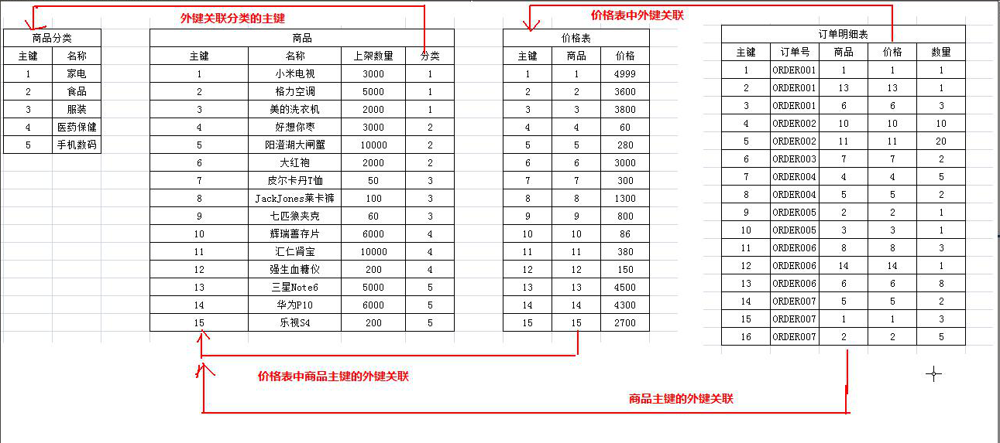 外键关联分类的主键
价格表中外键关联
商品分类
主键 名称
1 家电
2 食品
3 服装
4 医药保健
5 手机数码
商品
主键 名称 上架数量 分类
1 小米电视 3000 1
2 格力空调 5000 1
3 美的洗衣机 2000 1
4 好想你枣 3000 2
5 阳澄湖大闸蟹 10000 2
6 大红袍 2000 2
7 皮尔卡丹T恤 50 3
8 JackJones莱卡裤 100 3
9 七匹狼夹克 60 3
10 辉瑞善存片 6000 4
11 汇仁肾宝 10000 4
12 强生血糖仪 200 4
13 三星Note6 5000 5
14 华为P10 6000 5
15 乐视S4 200 5
价格表
主键 商品 价格
1 1 4999
2 2 3600
3 3 3800
4 4 60
5 5 280
6 6 3000
7 7 300
8 8 1300
9 9 800
10 10 86
11 11 380
12 12 150
13 13 4500
14 14 4300
15 15 2700
订单明细表
主键 订单号 商品 价格 数量
1 ORDER001 1 1 1
2 ORDER001 13 13 1
3 ORDER001 6 6 3
4 ORDER002 10 10 10
5 ORDER002 11 11 20
6 ORDER003 7 7 2
7 ORDER004 4 4 5
8 ORDER004 5 5 2
9 ORDER005 2 2 1
10 ORDER005 3 3 1
11 ORDER006 8 8 3
12 ORDER006 14 14 1
13 ORDER006 6 6 8
14 ORDER007 5 5 2
15 ORDER007 1 1 3
16 ORDER007 2 2 5
价格表中商品主键的外键关联
商品主键的外键关联